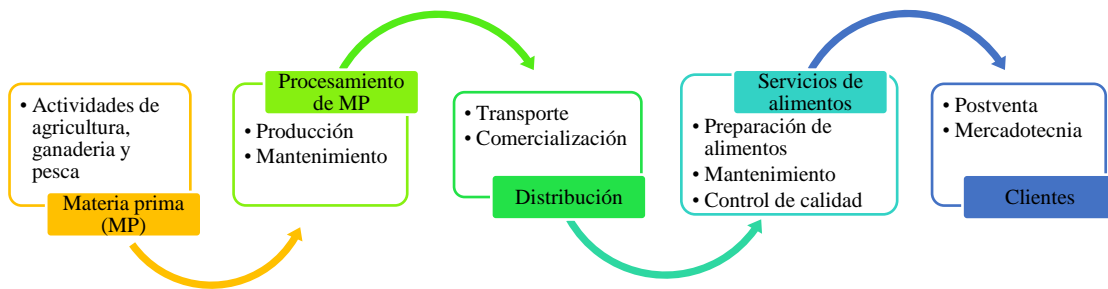 • Actividades de
agricultura,
ganaderia y
pesca
Materia prima
(MP)
Procesamiento
de MP
• Producción
• Mantenimiento
• Transporte
• Comercialización
Distribución
Servicios de
alimentos
• Preparación de
alimentos
• Mantenimiento
• Control de calidad
• Postventa
• Mercadotecnia
Clientes